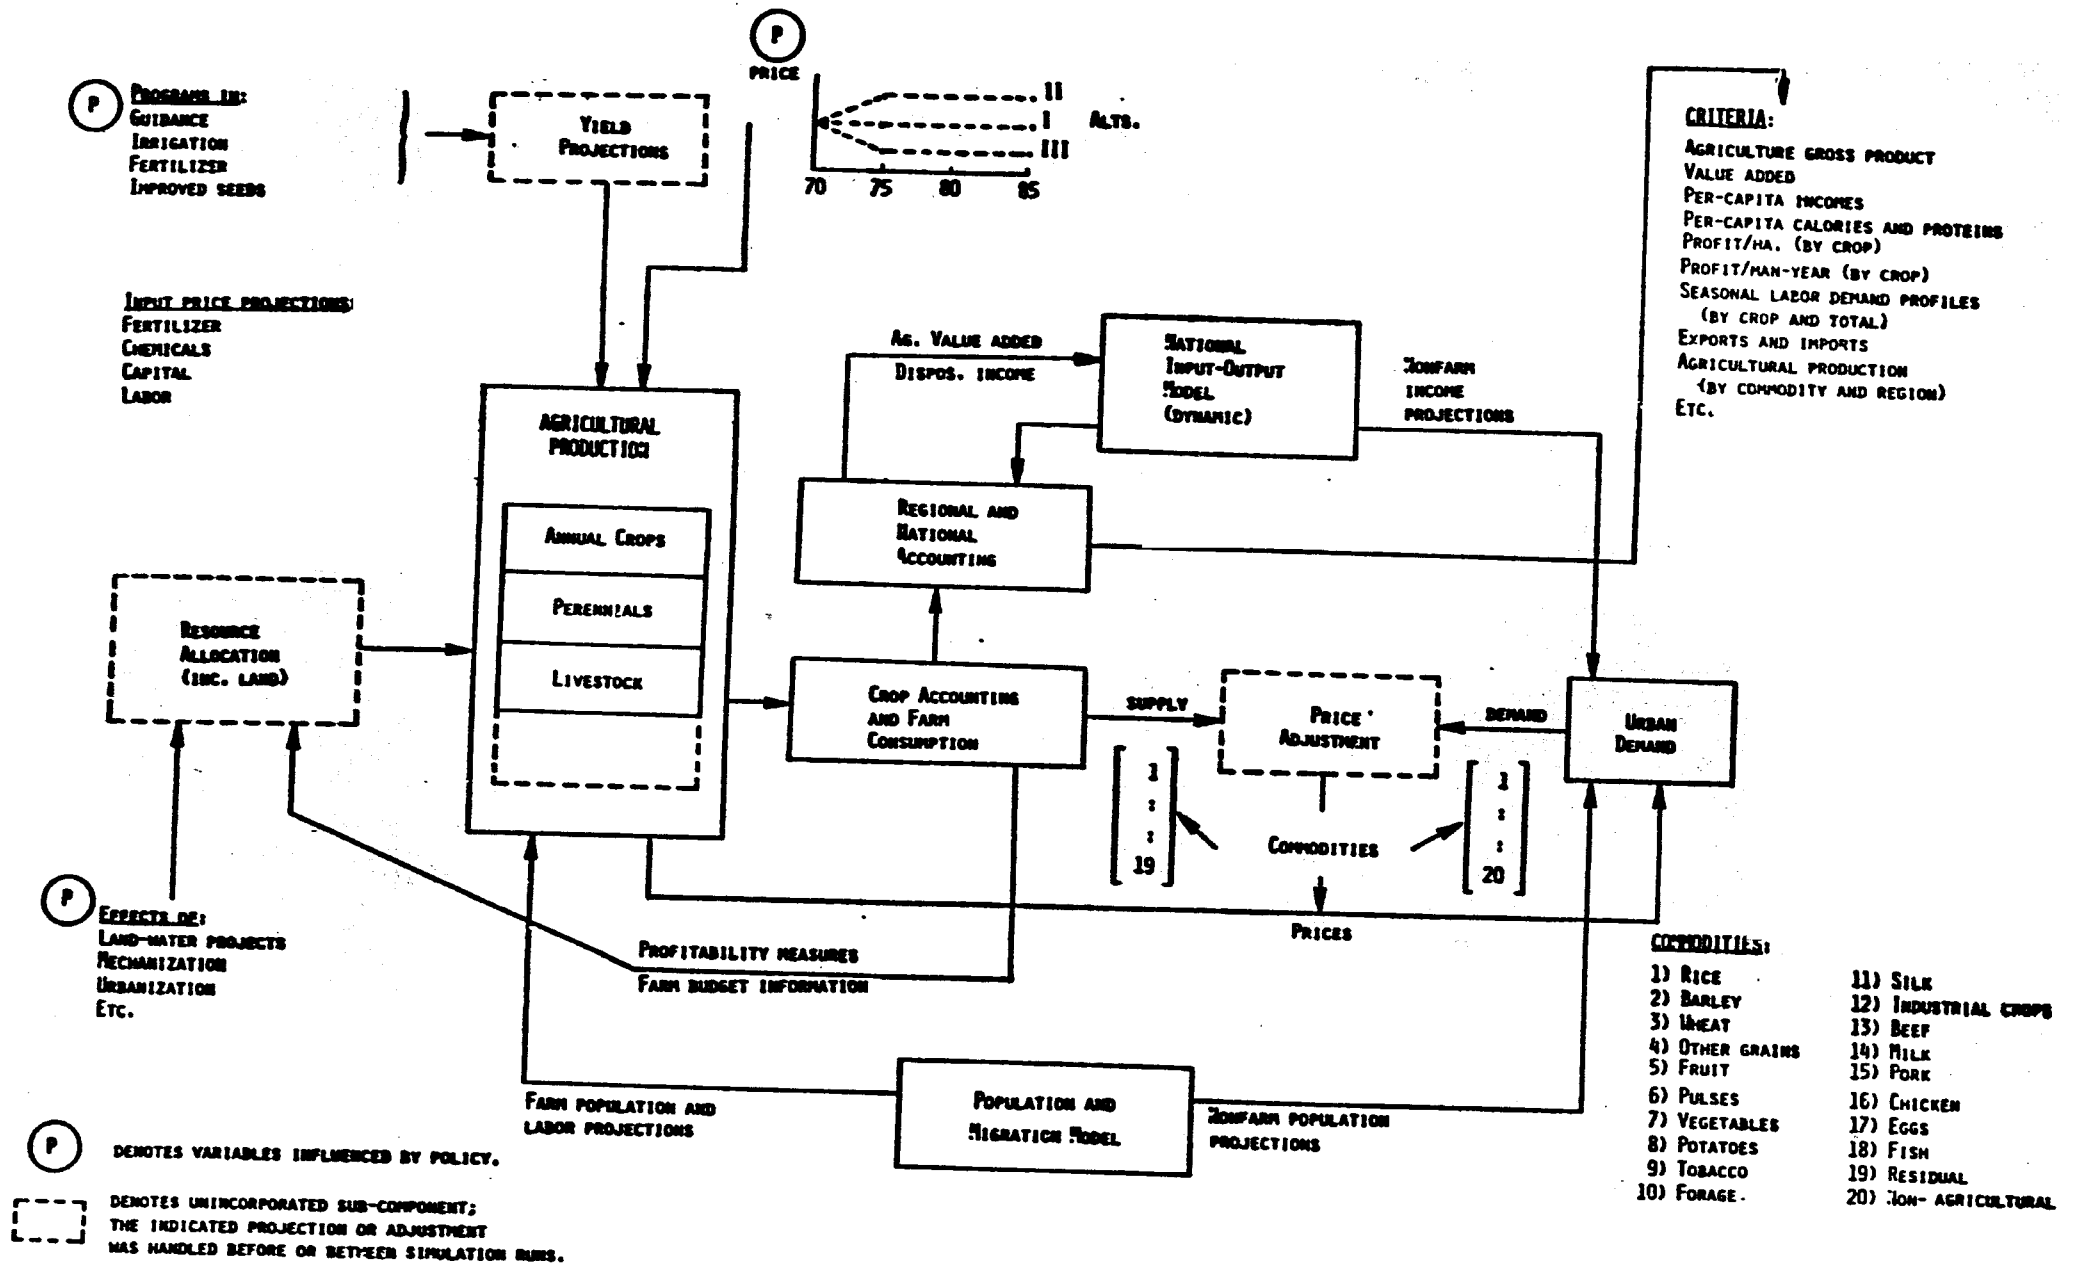 P
PRICE
P
PROGRAMS IN:
GUIDANCE
IRRIGATION
FERTILIZER
IMPROVED SEEDS
YIELD
PROJECTIONS
II
I
III
ALTS.
70 75 80 85
CRITERIA:
AGRICULTURE GROSS PRODUCT
VALUE ADDED
PER-CAPITA INCOMES
PER-CAPITA CALORIES AND PROTEINS
PROFIT/HA. (BY CROP)
PROFIT/MAN-YEAR (BY CROP)
SEASONAL LABOR DEMAND PROFILES
(BY CROP AND TOTAL)
EXPORTS AND IMPORTS
AGRICULTURAL PRODUCTION
(BY COMMODITY AND REGION)
ETC.
INPUT PRICE PROJECTIONS:
FERTILIZER
CHEMICALS
CAPITAL
LABOR
AG. VALUE ADDED
DISPOS. INCOME
NATIONAL
INPUT-OUTPUT
MODEL
(DYNAMIC)
NONFARM
INCOME
PROJECTIONS
AGRICULTURAL
PRODUCTION
ANNUAL CROPS
PERENNIALS
LIVESTOCK
REGIONAL AND
NATIONAL
ACCOUNTING
RESOURCE
ALLOCATION
(INC. LAND)
CROP ACCOUNTING
AND FARM
CONSUMPTION
SUPPLY
PRICE
ADJUSTMENT
DEMAND
URBAN
DEMAND
1
:
:
19
COMMODITIES
1
:
:
20
PRICES
P
EFFECTS OF:
LAND-WATER PROJECTS
MECHANIZATION
URBANIZATION
ETC.
PROFITABILITY MEASURES
FARM BUDGET INFORMATION
FARM POPULATION AND
LABOR PROJECTIONS
POPULATION AND
MIGRATION MODEL
NONFARM POPULATION
PROJECTIONS
COMMODITIES:
1) RICE
2) BARLEY
3) WHEAT
4) OTHER GRAINS
5) FRUIT
6) PULSES
7) VEGETABLES
8) POTATOES
9) TOBACCO
10) FORAGE
11) SILK
12) INDUSTRIAL CROPS
13) BEEF
14) MILK
15) PORK
16) CHICKEN
17) EGGS
18) FISH
19) RESIDUAL
20) NON-AGRICULTURAL
P
DENOTES VARIABLES INFLUENCED BY POLICY.
DENOTES UNINCORPORATED SUB-COMPONENT;
THE INDICATED PROJECTION OR ADJUSTMENT
WAS HANDLED BEFORE OR BETWEEN SIMULATION RUNS.